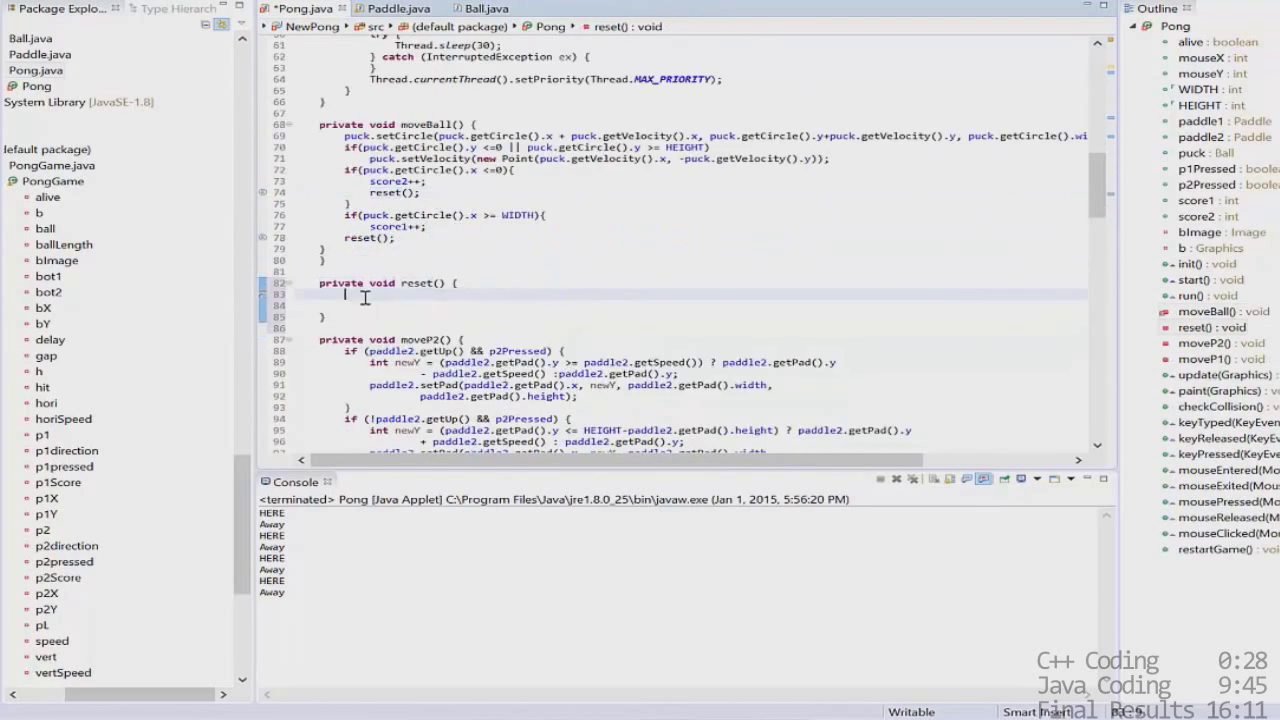 Package Explo...
Type Hierarch
*Pong.java
Paddle.java
Ball.java
Outline
NewPong
src
(default package)
Pong
reset() : void
Ball.java
Paddle.java
Pong.java
Pong
System Library [JavaSE-1.8]
efault package)
PongGame.java
PongGame
alive
b
ball
ballLength
bImage
bot1
bot2
bX
bY
delay
gap
h
hit
hori
horiSpeed
p1
p1direction
p1pressed
p1Score
p1X
p1Y
p2
p2direction
p2pressed
p2Score
p2X
p2Y
pL
speed
vert
vertSpeed
60 try {
61 Thread.sleep(30);
62 } catch (InterruptedException ex) {
63 }
64 Thread.currentThread().setPriority(Thread.MAX_PRIORITY);
65 }
66 }
67
68 private void moveBall() {
69 puck.setCircle(puck.getCircle().x + puck.getVelocity().x, puck.getCircle().y+puck.getVelocity().y, puck.getCircle().wi
70 if(puck.getCircle().y <=0 || puck.getCircle().y >= HEIGHT)
71 puck.setVelocity(new Point(puck.getVelocity().x, -puck.getVelocity().y));
72 if(puck.getCircle().x <=0){
73 score2++;
74 reset();
75 }
76 if(puck.getCircle().x >= WIDTH){
77 score1++;
78 reset();
79 }
80 }
81
82 private void reset() {
83
84
85 }
86
87 private void moveP2() {
88 if (paddle2.getUp() && p2Pressed) {
89 int newY = (paddle2.getPad().y >= paddle2.getSpeed()) ? paddle2.getPad().y
90 - paddle2.getSpeed() :paddle2.getPad().y;
91 paddle2.setPad(paddle2.getPad().x, newY, paddle2.getPad().width,
92 paddle2.getPad().height);
93 }
94 if (!paddle2.getUp() && p2Pressed) {
95 int newY = (paddle2.getPad().y <= HEIGHT-paddle2.getPad().height) ? paddle2.getPad().y
96 + paddle2.getSpeed() : paddle2.getPad().y;
97 paddle2.setPad(paddle2.getPad().x, newY, paddle2.getPad().width,
Console
<terminated> Pong [Java Applet] C:\Program Files\Java\jre1.8.0_25\bin\javaw.exe (Jan 1, 2015, 5:56:20 PM)
HERE
Away
HERE
Away
HERE
Away
HERE
Away
Pong
alive : boolean
mouseX : int
mouseY : int
WIDTH : int
HEIGHT : int
paddle1 : Paddle
paddle2 : Paddle
puck : Ball
p1Pressed : boolea
p2Pressed : boolea
score1 : int
score2 : int
bImage : Image
b : Graphics
init() : void
start() : void
run() : void
moveBall() : void
reset() : void
moveP2() : void
moveP1() : void
update(Graphics) :
paint(Graphics) : v
checkCollision() : v
keyTyped(KeyEve
keyReleased(KeyE
keyPressed(KeyEv
mouseEntered(Mo
mouseExited(Mous
mousePressed(Mo
mouseReleased(M
mouseClicked(Mou
restartGame() : vo
C++ Coding 0:28
Java Coding 9:45
Final Results 16:11
Writable
Smart Insert